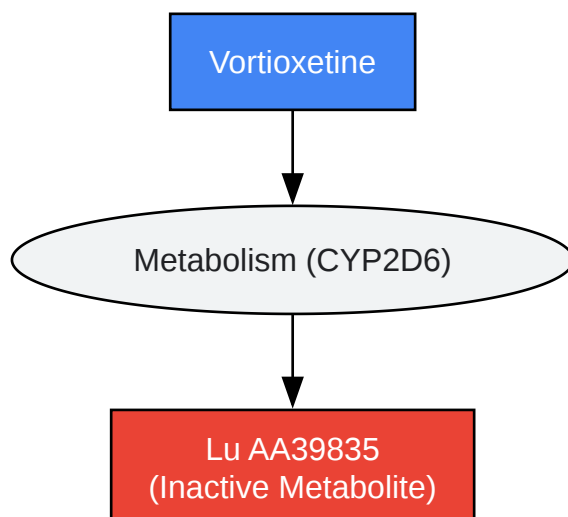 Vortioxetine
Metabolism (CYP2D6)
Lu AA39835
(Inactive Metabolite)